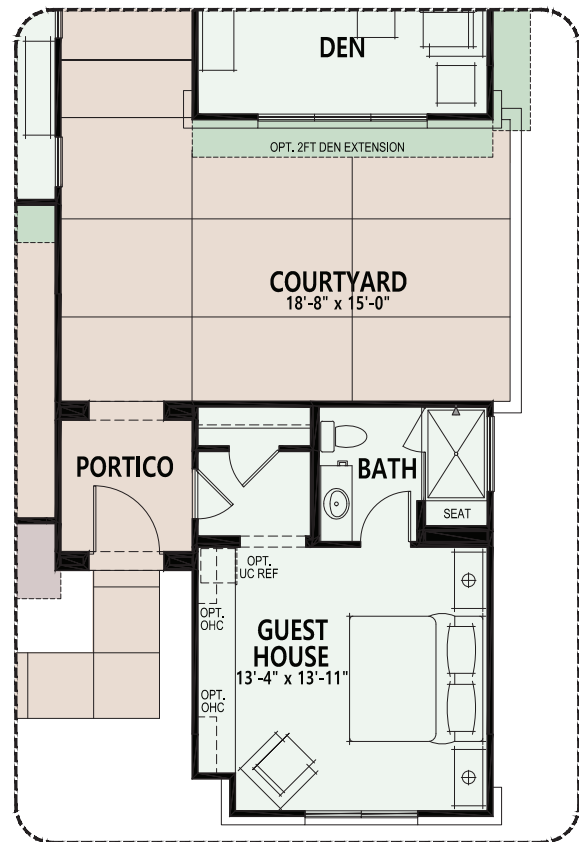 DEN
OPT. 2FT DEN EXTENSION
COURTYARD
18'-8" x 15'-0"
PORTICO
BATH
SEAT
OPT.
UC REF
OPT.
OHC
GUEST
HOUSE
13'-4" x 13'-11"
OPT.
OHC